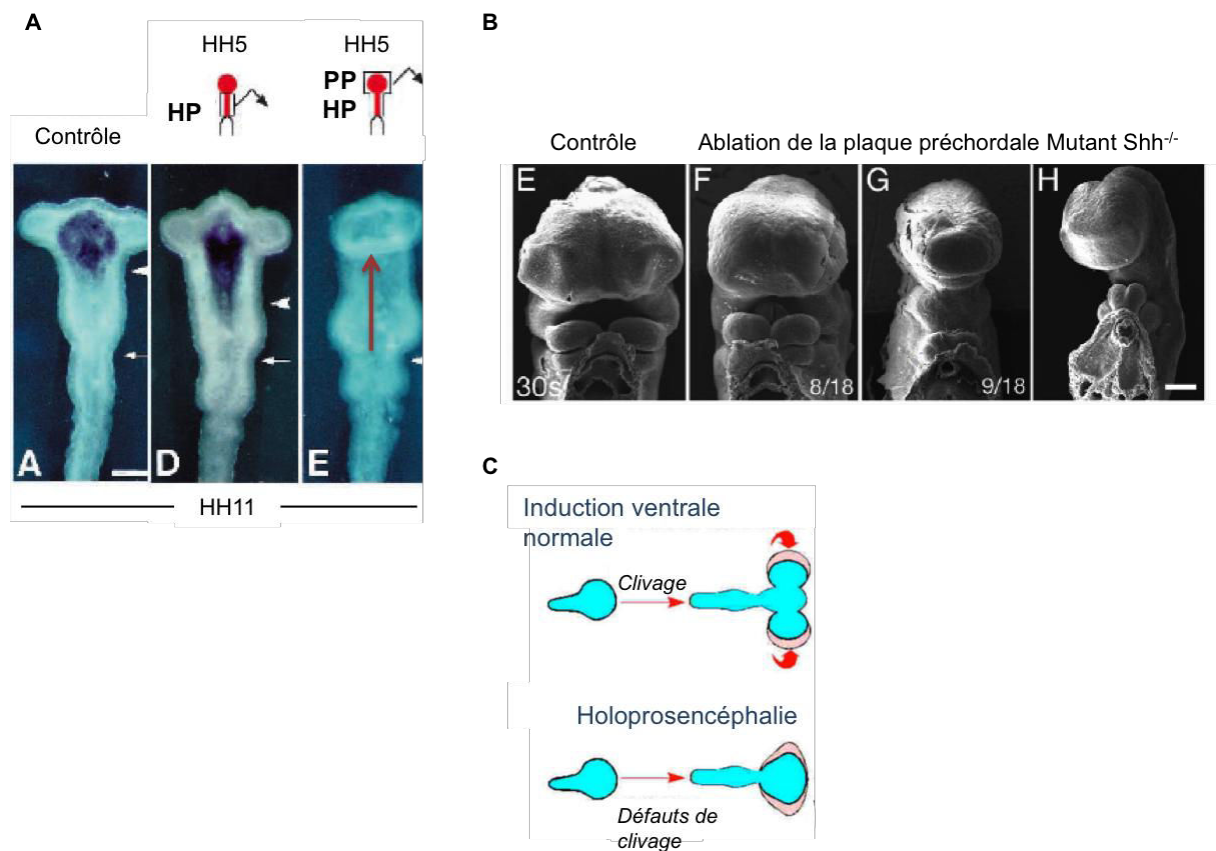 A
HH5
HH5
HP
PP
HP
Contrôle
A
D
E
HH11
B
Contrôle
Ablation de la plaque préchordale
Mutant Shh-/-
E
F
G
H
30s
8/18
9/18
C
Induction ventrale
normale
Clivage
Holoprosencéphalie
Défauts de
clivage